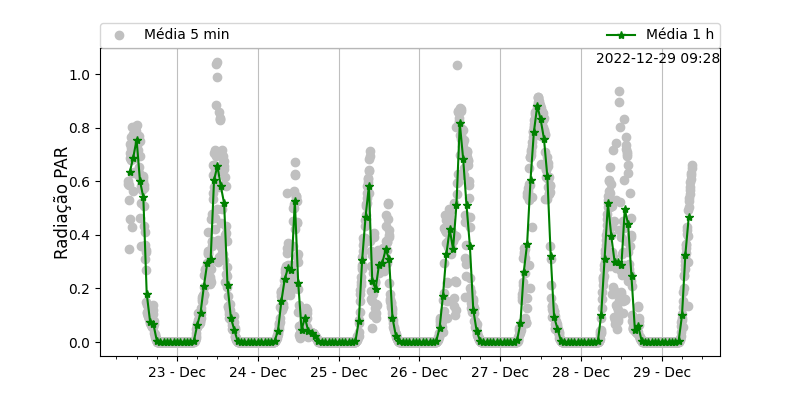 Média 5 min
Média 1 h
2022-12-29 09:28
Radiação PAR
1.0
0.8
0.6
0.4
0.2
0.0
23 - Dec
24 - Dec
25 - Dec
26 - Dec
27 - Dec
28 - Dec
29 - Dec